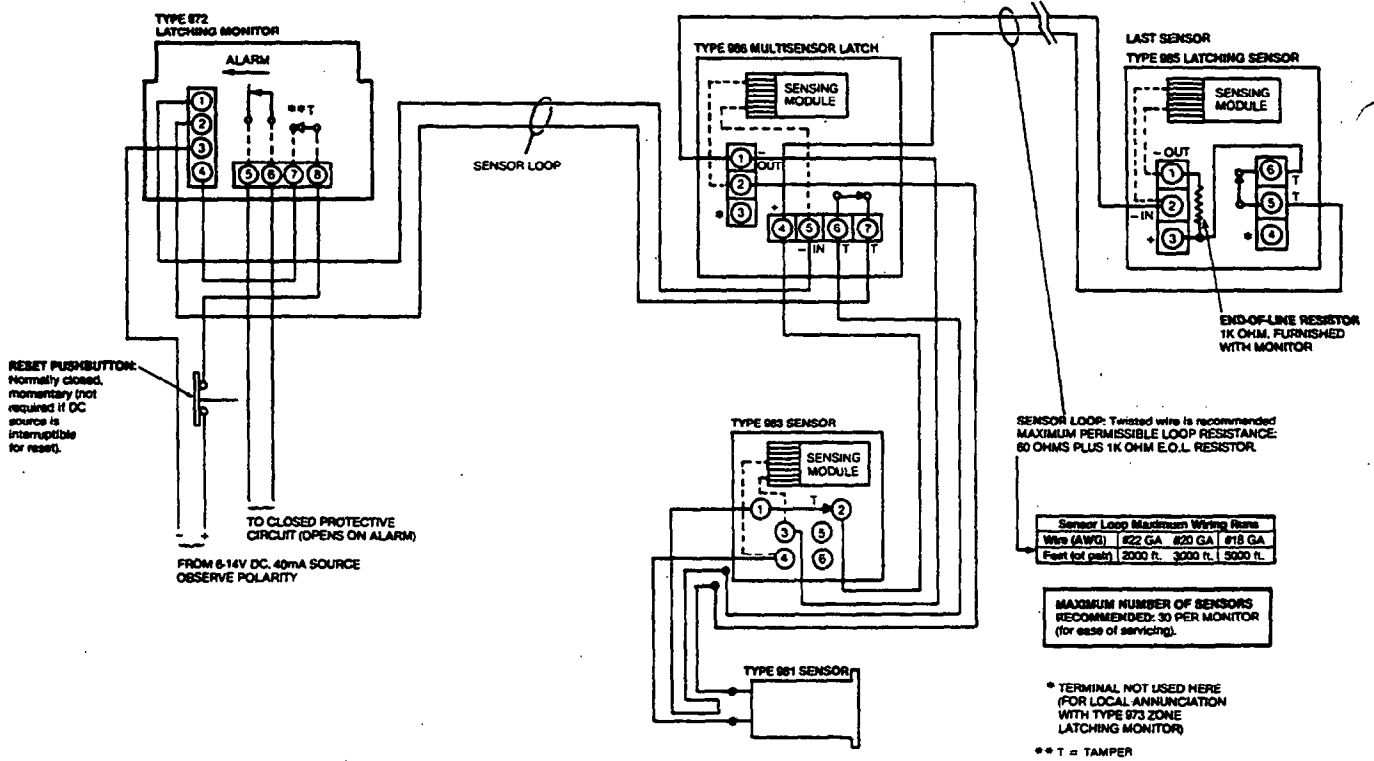 TYPE 972
LATCHING MONITOR
ALARM
** T
1
2
3
4
5 6 7 8
SENSOR LOOP
TYPE 986 MULTISENSOR LATCH
SENSING
MODULE
1
- OUT
2
* 3
+
4 5 6 7
- IN T T
LAST SENSOR
TYPE 985 LATCHING SENSOR
SENSING
MODULE
- OUT
1
2
- IN
+ 3
6
T
5
T
* 4
END-OF-LINE RESISTOR
1K OHM, FURNISHED
WITH MONITOR
RESET PUSHBUTTON:
Normally closed,
momentary (not
required if DC
source is
interruptible
for reset).
- +
TO CLOSED PROTECTIVE
CIRCUIT (OPENS ON ALARM)
FROM 6-14V DC, 40mA SOURCE
OBSERVE POLARITY
TYPE 983 SENSOR
SENSING
MODULE
1 T 2
3 5
4 6
TYPE 981 SENSOR
SENSOR LOOP: Twisted wire is recommended
MAXIMUM PERMISSIBLE LOOP RESISTANCE:
60 OHMS PLUS 1K OHM E.O.L. RESISTOR.
Sensor Loop Maximum Wiring Runs
Wire (AWG) #22 GA #20 GA #18 GA
Feet (of pair) 2000 ft. 3000 ft. 5000 ft.
MAXIMUM NUMBER OF SENSORS
RECOMMENDED: 30 PER MONITOR
(for ease of servicing).
* TERMINAL NOT USED HERE
(FOR LOCAL ANNUNCIATION
WITH TYPE 973 ZONE
LATCHING MONITOR)
** T = TAMPER